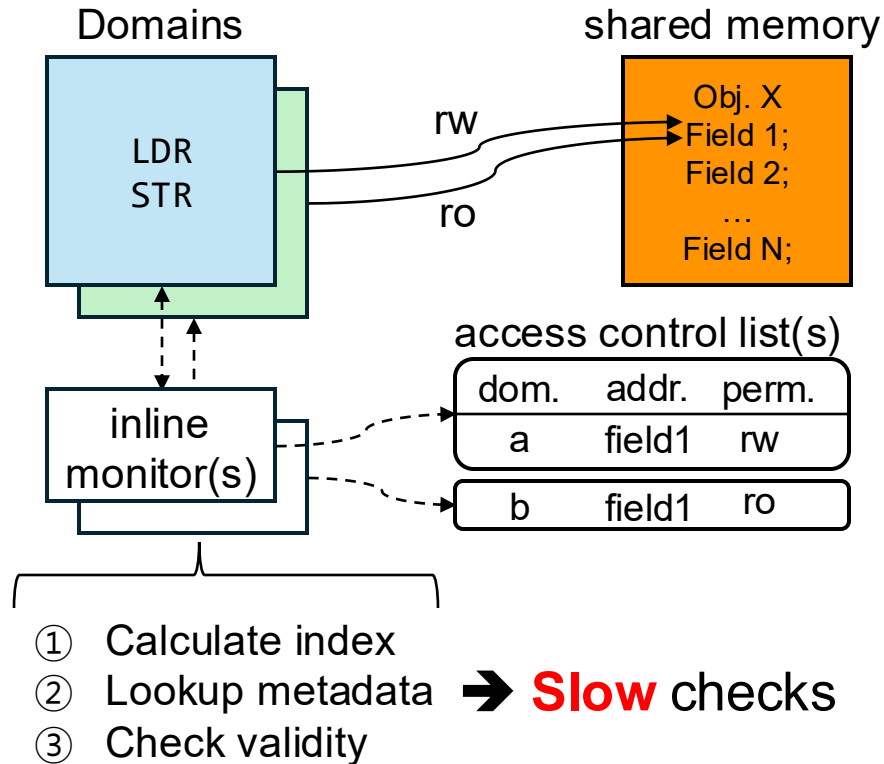 Domains
shared memory
LDR
STR
rw
ro
Obj. X
Field 1;
Field 2;
...
Field N;
inline
monitor(s)
access control list(s)
dom. addr. perm.
a field1 rw
b field1 ro
① Calculate index
② Lookup metadata
③ Check validity
➔ Slow checks